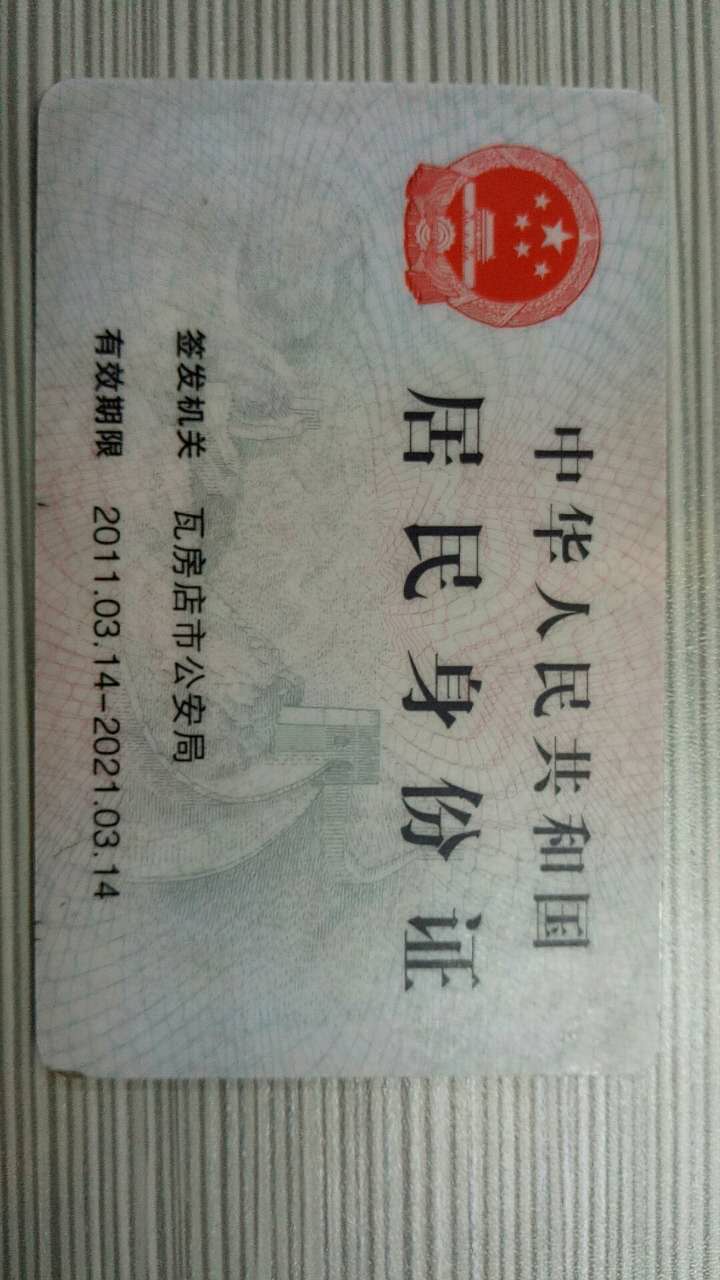 中华人民共和国
居民身份证
签发机关 瓦房店市公安局
有效期限 2011.03.14-2021.03.14